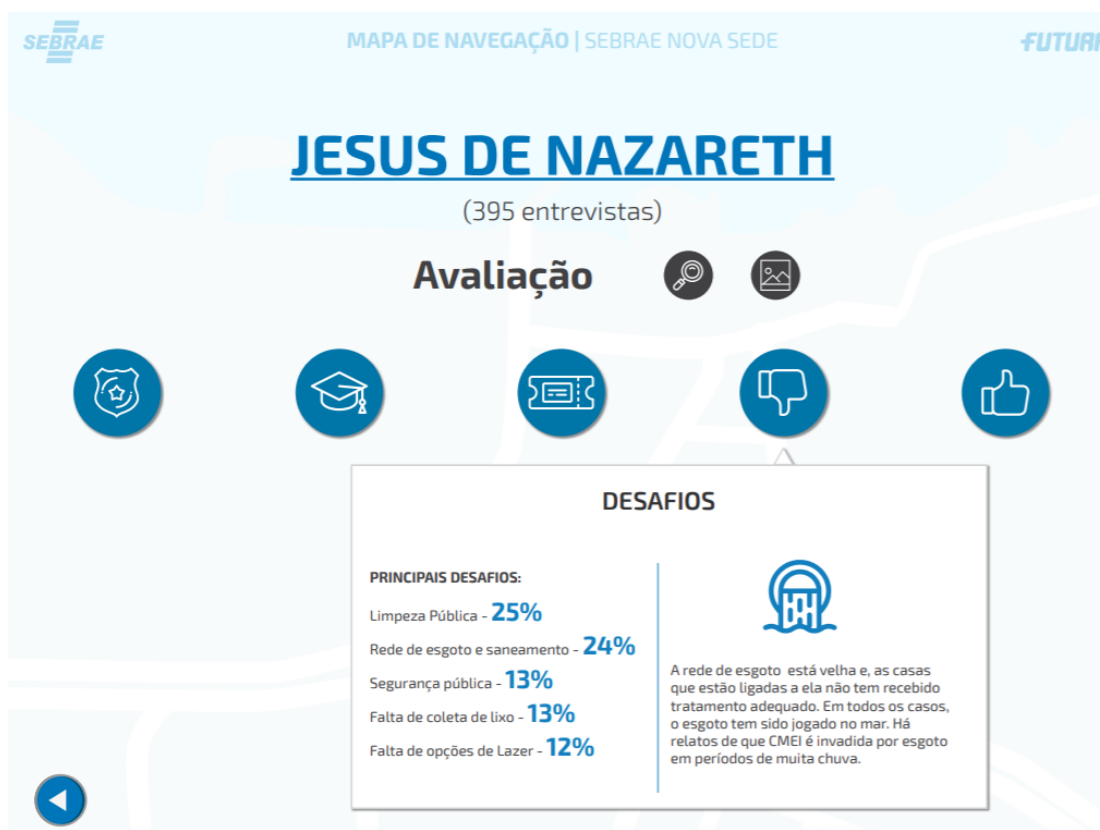 SEBRAE
MAPA DE NAVEGAÇÃO | SEBRAE NOVA SEDE
JESUS DE NAZARETH
(395 entrevistas)
Avaliação
DESAFIOS
PRINCIPAIS DESAFIOS:
Limpeza Pública - 25%
Rede de esgoto e saneamento - 24%
Segurança pública - 13%
Falta de coleta de lixo - 13%
Falta de opções de Lazer - 12%
A rede de esgoto está velha e, as casas
que estão ligadas a ela não tem recebido
tratamento adequado. Em todos os casos,
o esgoto tem sido jogado no mar. Há
relatos de que CMEI é invadida por esgoto
em períodos de muita chuva.